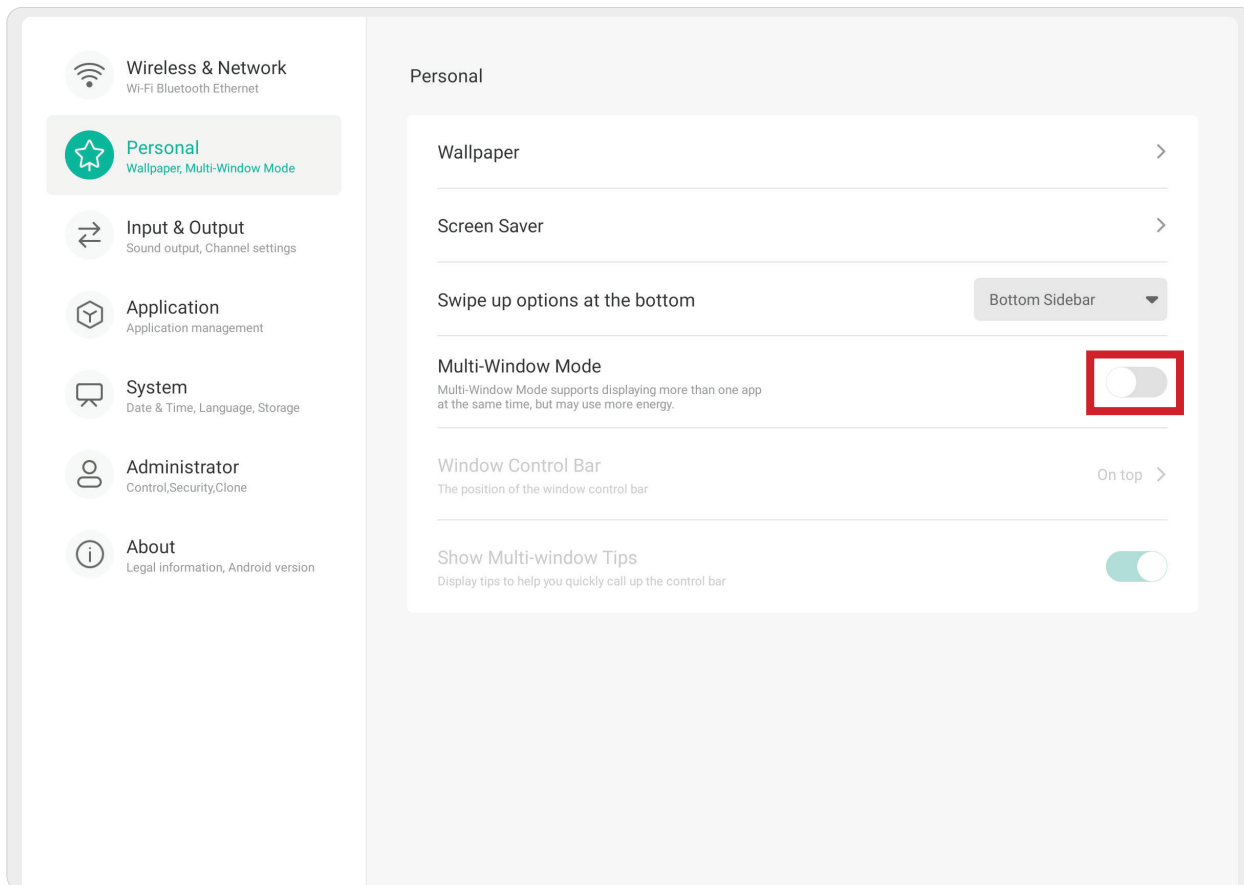 Wireless & Network
Wi-Fi Bluetooth Ethernet
Personal
Wallpaper, Multi-Window Mode
Input & Output
Sound output, Channel settings
Application
Application management
System
Date & Time, Language, Storage
Administrator
Control,Security,Clone
About
Legal information, Android version
Personal
Wallpaper
Screen Saver
Swipe up options at the bottom
Bottom Sidebar
Multi-Window Mode
Multi-Window Mode supports displaying more than one app
at the same time, but may use more energy.
Window Control Bar
The position of the window control bar
On top
Show Multi-window Tips
Display tips to help you quickly call up the control bar